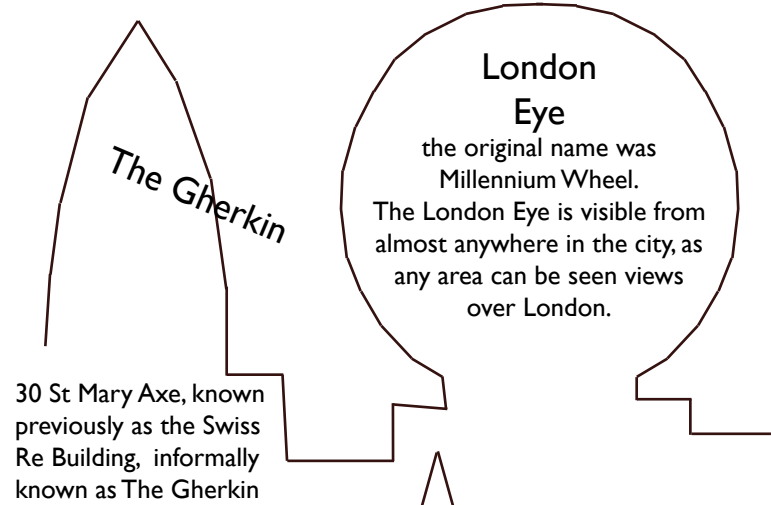 London
Eye
the original name was
Millennium Wheel.
The London Eye is visible from
almost anywhere in the city, as
any area can be seen views
over London.
The Gherkin
30 St Mary Axe, known
previously as the Swiss
Re Building, informally
known as The Gherkin